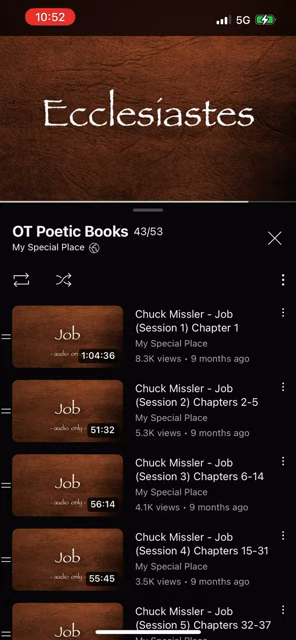 10:52
5G
Ecclesiastes
OT Poetic Books 43/53
My Special Place
Job
- audio only -
1:04:36
Chuck Missler - Job
(Session 1) Chapter 1
My Special Place
8.3K views • 9 months ago
Job
- audio only -
51:32
Chuck Missler - Job
(Session 2) Chapters 2-5
My Special Place
5.3K views • 9 months ago
Job
- audio only -
56:14
Chuck Missler - Job
(Session 3) Chapters 6-14
My Special Place
4.1K views • 9 months ago
Job
- audio only -
55:45
Chuck Missler - Job
(Session 4) Chapters 15-31
My Special Place
3.5K views • 9 months ago
Job
Chuck Missler - Job
(Session 5) Chapters 32-37